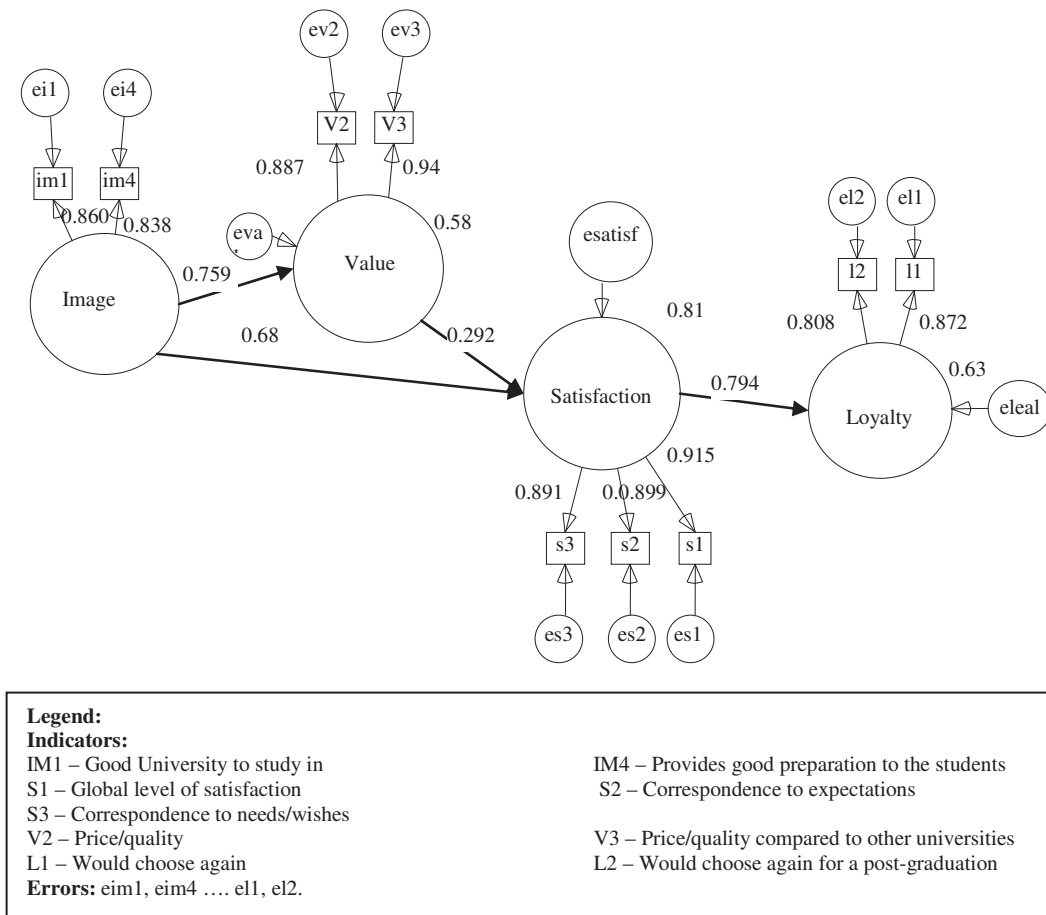 ev2 ev3
ei1 ei4
V2 V3
0.887 0.94
im1 im4
0.860 0.838
eva
Value
0.58
esatisf
el2 el1
l2 l1
Image
0.759
0.68
0.292
0.81
0.808 0.872
Satisfaction
0.794
0.63
Loyalty
eleal
0.915
0.891 0.0.899
s3 s2 s1
es3 es2 es1
Legend:
Indicators:
IM1 – Good University to study in IM4 – Provides good preparation to the students
S1 – Global level of satisfaction S2 – Correspondence to expectations
S3 – Correspondence to needs/wishes
V2 – Price/quality V3 – Price/quality compared to other universities
L1 – Would choose again L2 – Would choose again for a post-graduation
Errors: eim1, eim4 …. el1, el2.